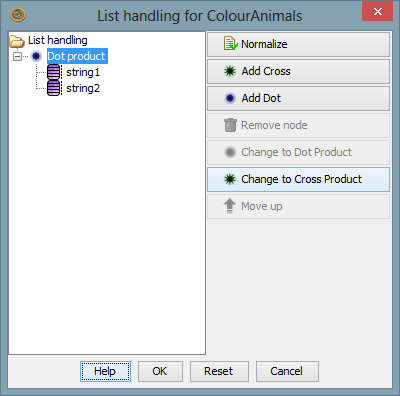 List handling for ColourAnimals
List handling
Dot product
string1
string2
Normalize
Add Cross
Add Dot
Remove node
Change to Dot Product
Change to Cross Product
Move up
Help OK Reset Cancel